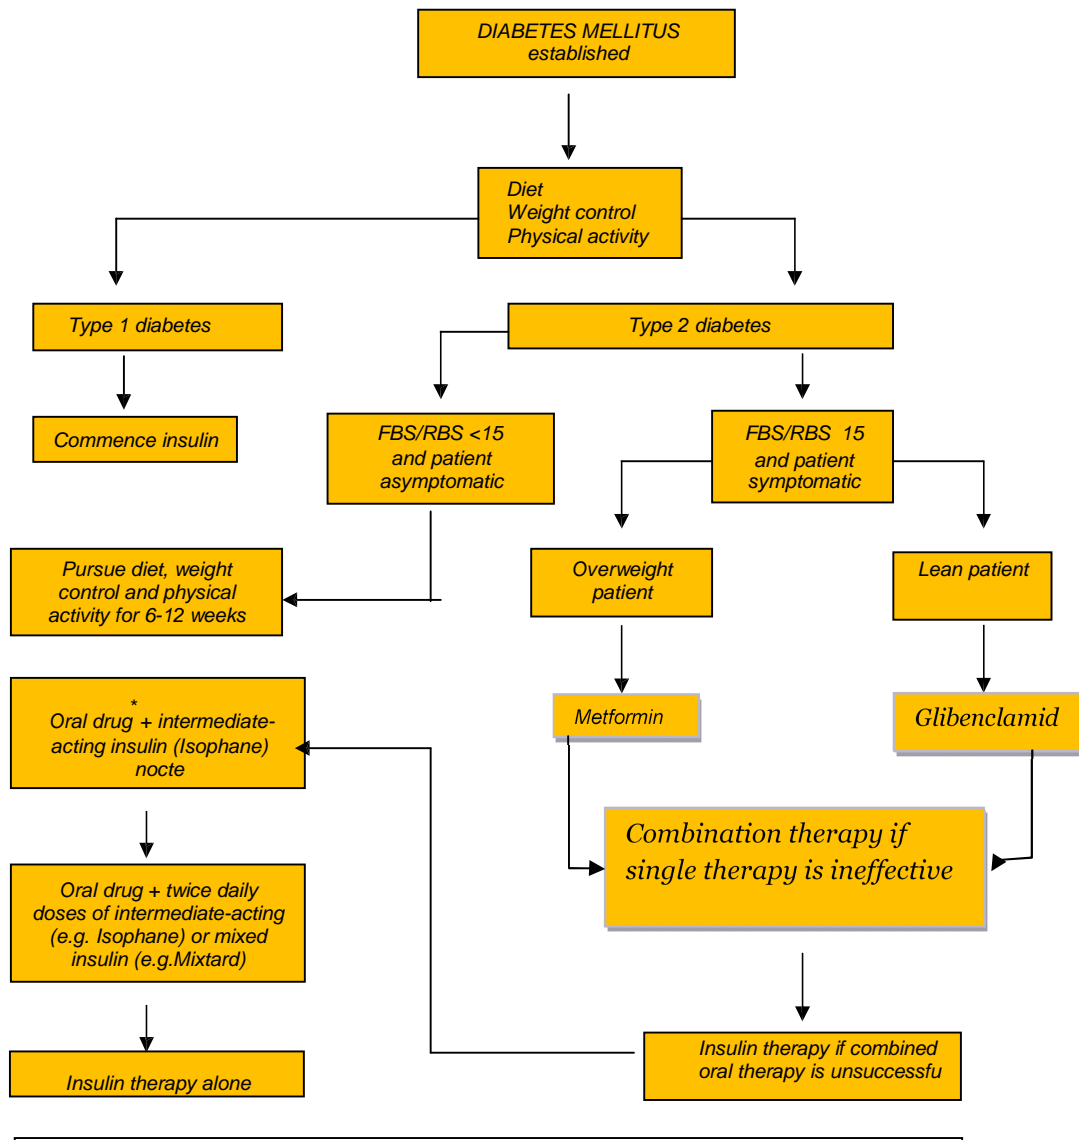 DIABETES MELLITUS
established
Diet
Weight control
Physical activity
Type 1 diabetes
Type 2 diabetes
Commence insulin
FBS/RBS <15
and patient
asymptomatic
FBS/RBS 15
and patient
symptomatic
Pursue diet, weight
control and physical
activity for 6-12 weeks
Overweight
patient
Lean patient
Metformin
Glibenclamid
Oral drug* + intermediate-
acting insulin (Isophane)
nocte
Combination therapy if
single therapy is ineffective
Oral drug + twice daily
doses of intermediate-acting
(e.g. Isophane) or mixed
insulin (e.g.Mixtard)
Insulin therapy if combined
oral therapy is unsuccessfu
Insulin therapy alone